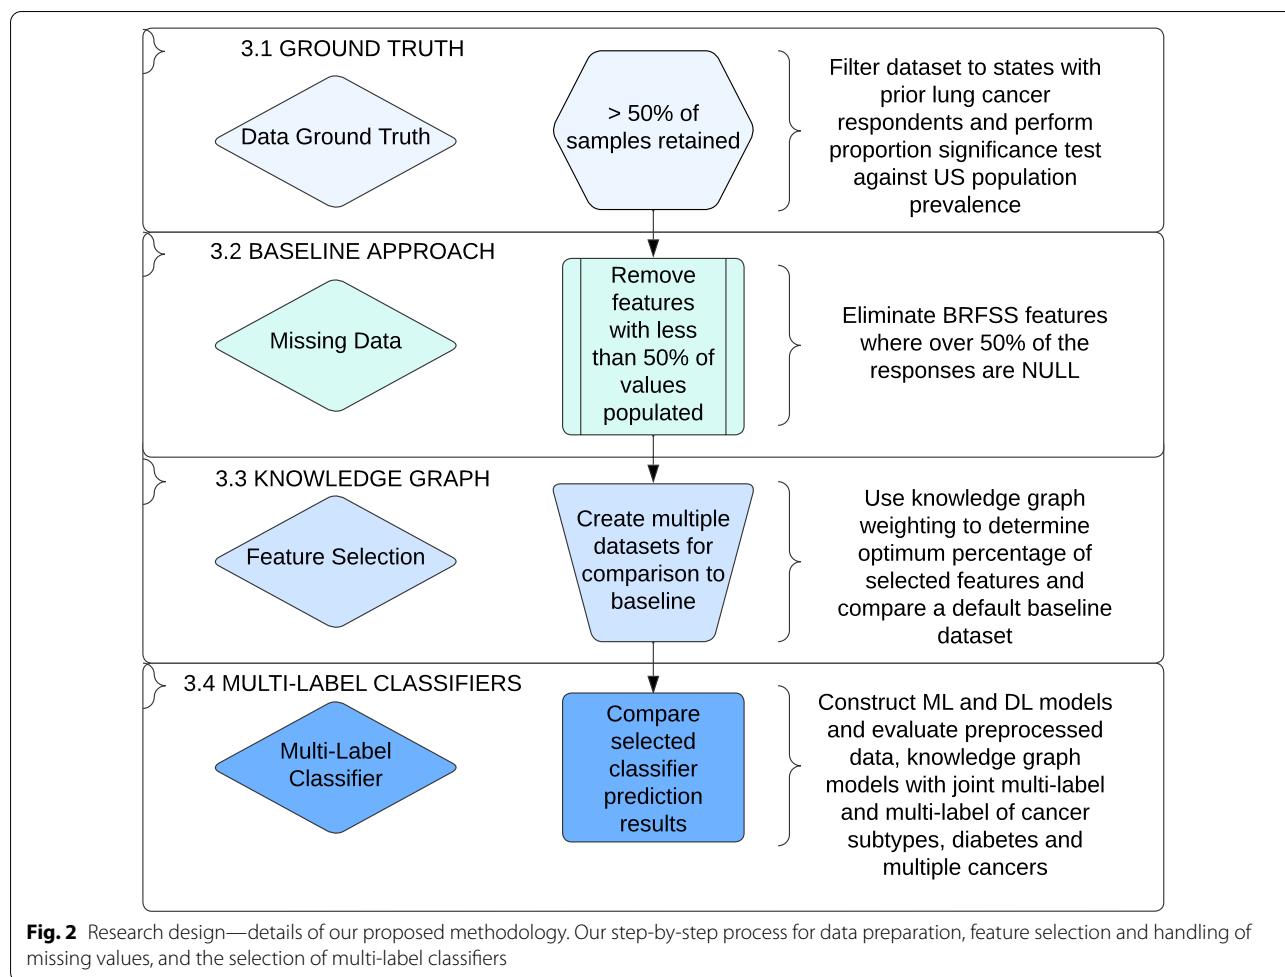 3.1 GROUND TRUTH
Data Ground Truth
> 50% of
samples retained
Filter dataset to states with
prior lung cancer
respondents and perform
proportion significance test
against US population
prevalence
3.2 BASELINE APPROACH
Missing Data
Remove
features
with less
than 50% of
values
populated
Eliminate BRFSS features
where over 50% of the
responses are NULL
3.3 KNOWLEDGE GRAPH
Feature Selection
Create multiple
datasets for
comparison to
baseline
Use knowledge graph
weighting to determine
optimum percentage of
selected features and
compare a default baseline
dataset
3.4 MULTI-LABEL CLASSIFIERS
Multi-Label
Classifier
Compare
selected
classifier
prediction
results
Construct ML and DL models
and evaluate preprocessed
data, knowledge graph
models with joint multi-label
and multi-label of cancer
subtypes, diabetes and
multiple cancers
Fig. 2 Research design—details of our proposed methodology. Our step-by-step process for data preparation, feature selection and handling of
missing values, and the selection of multi-label classifiers